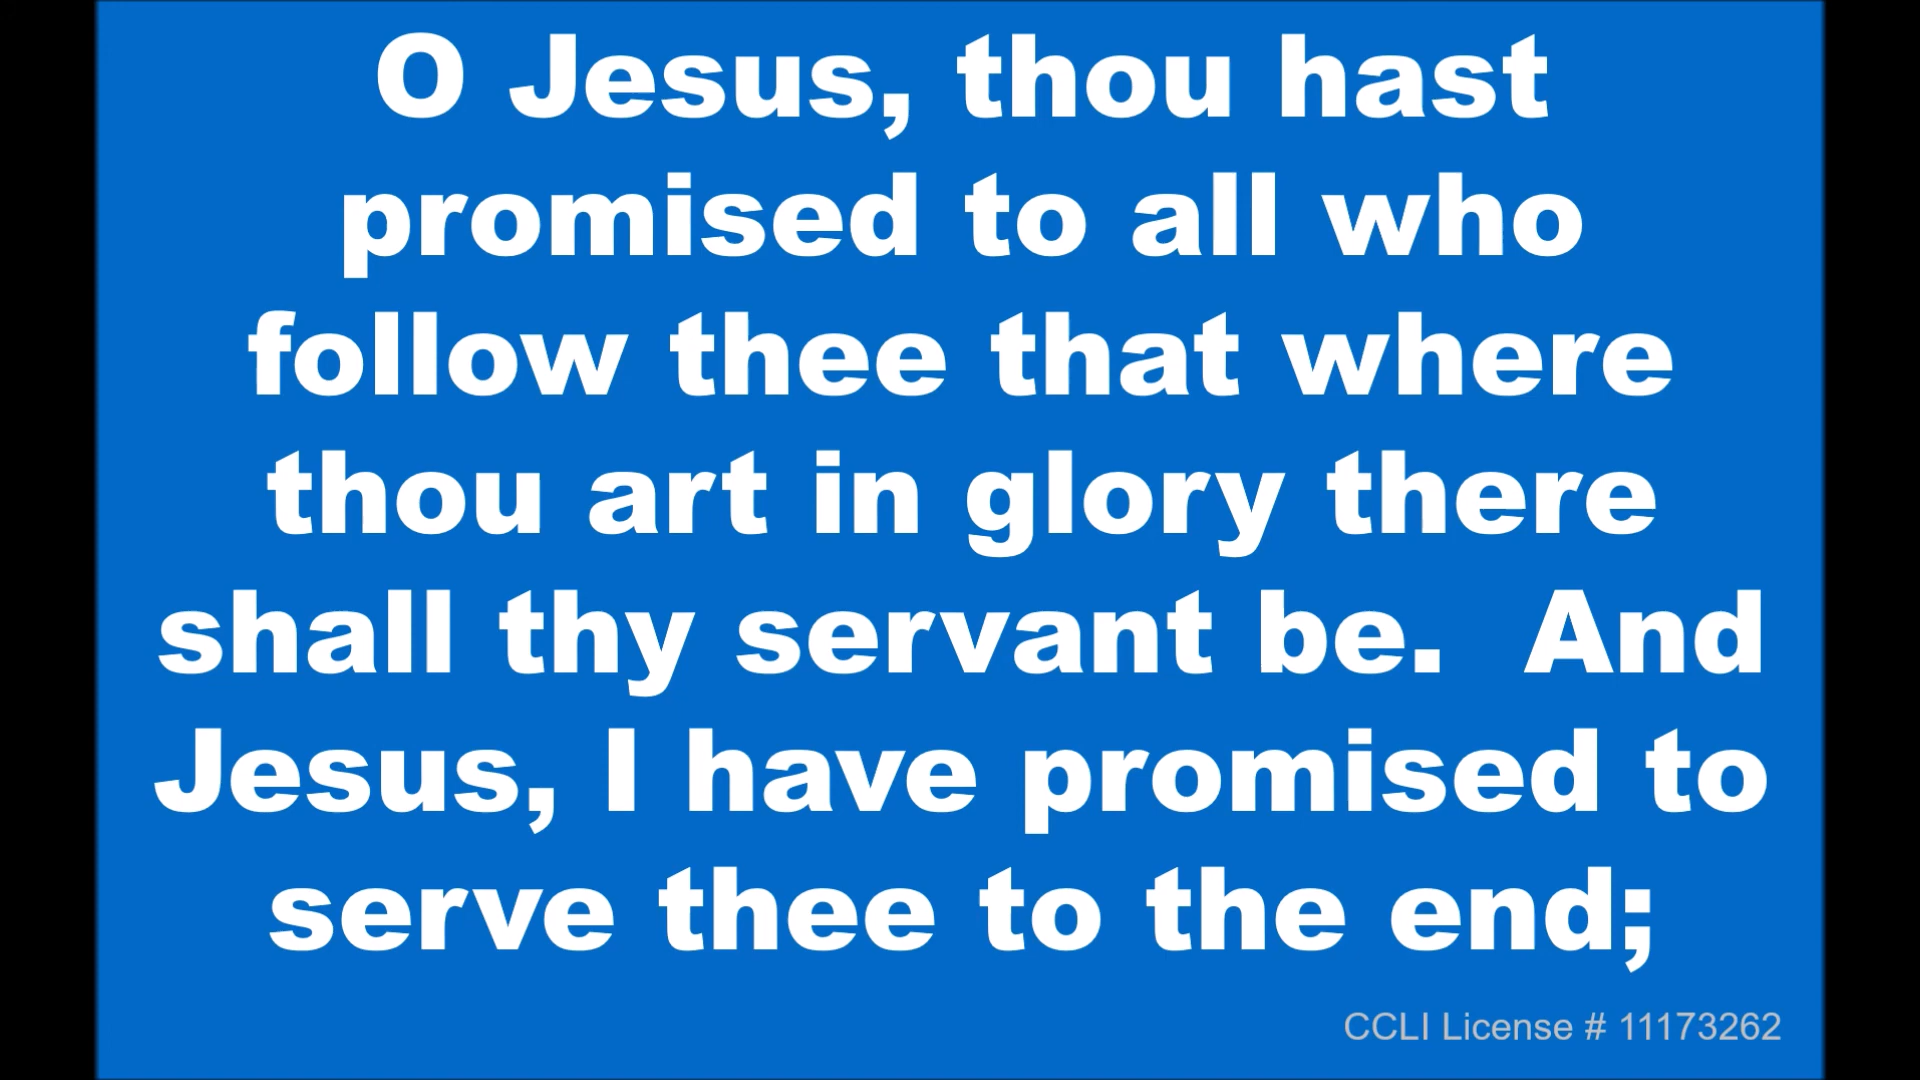 O Jesus, thou hast
promised to all who
follow thee that where
thou art in glory there
shall thy servant be.  And
Jesus, I have promised to
serve thee to the end;
CCLI License # 11173262